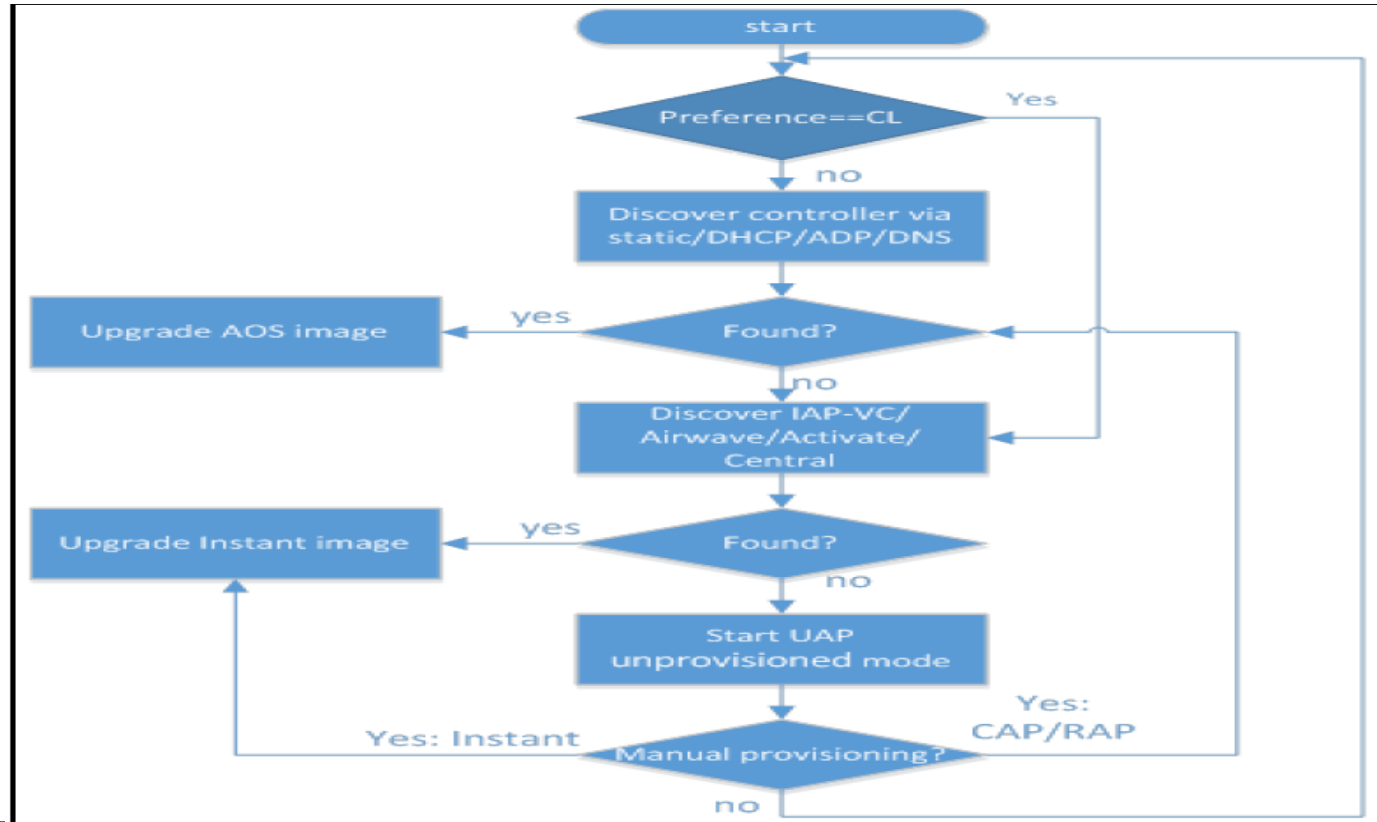 start
Preference==CL
Yes
no
Discover controller via
static/DHCP/ADP/DNS
Upgrade AOS image
yes
Found?
no
Discover IAP-VC/
Airwave/Activate/
Central
Upgrade Instant image
yes
Found?
no
Start UAP
unprovisioned mode
Yes: Instant
Manual provisioning?
Yes:
CAP/RAP
no